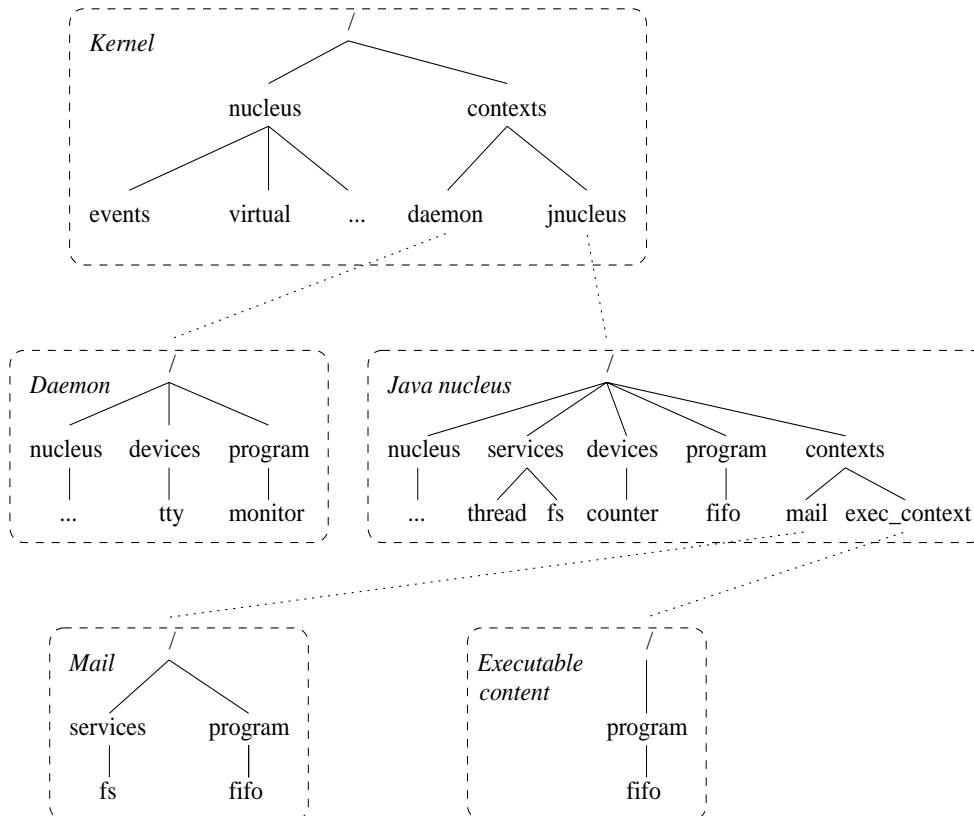 /
Kernel
nucleus contexts
events virtual ... daemon jnucleus
/
Daemon
nucleus devices program
... tty monitor
/
Java nucleus
nucleus services devices program contexts
... thread fs counter fifo mail exec_context
/
Mail
services program
fs fifo
/
Executable
content
program
fifo